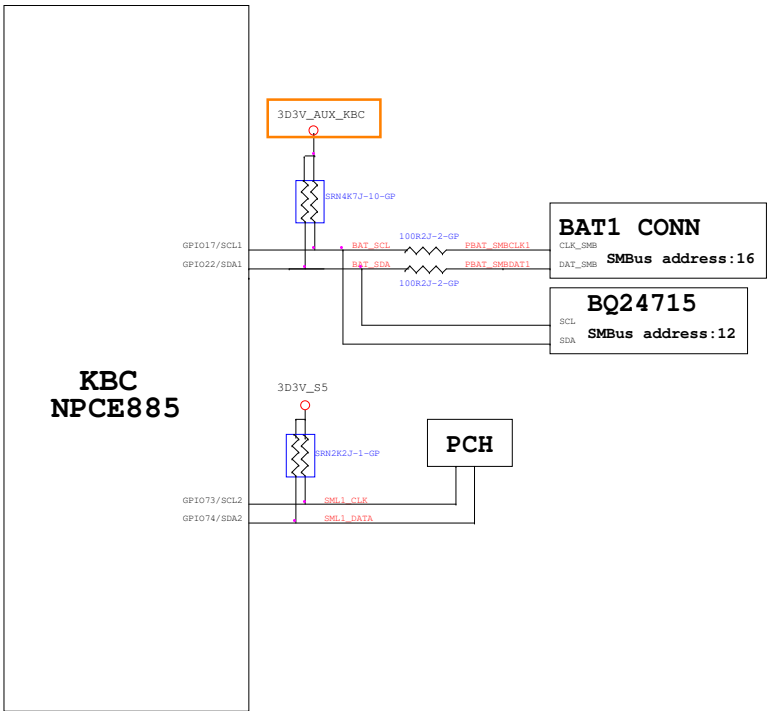 3D3V_AUX_KBC
SRN4K7J-10-GP
GPIO17/SCL1
BAT_SCL
100R2J-2-GP
PBAT_SMBCLK1
GPIO22/SDA1
BAT_SDA
100R2J-2-GP
PBAT_SMBDAT1
BAT1 CONN
CLK_SMB
SMBus address:16
DAT_SMB
BQ24715
SCL
SMBus address:12
SDA
KBC
NPCE885
3D3V_S5
SRN2K2J-1-GP
PCH
GPIO73/SCL2
SML1_CLK
GPIO74/SDA2
SML1_DATA